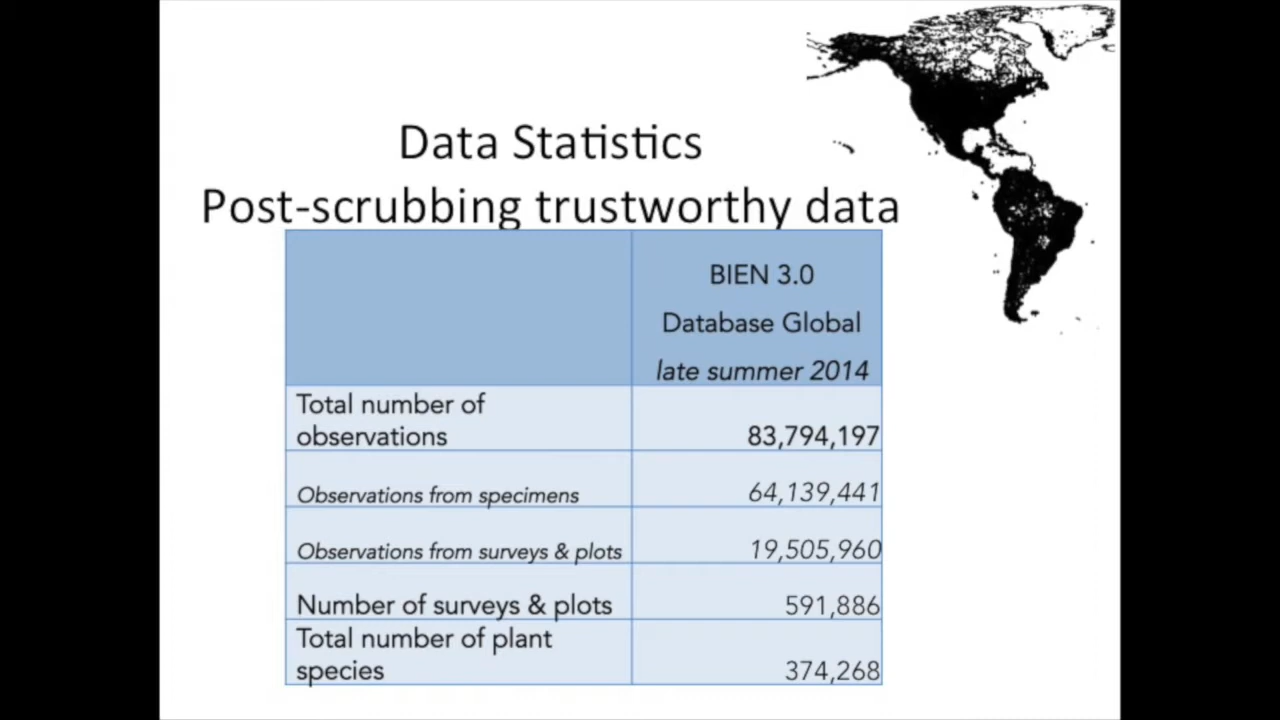 Data Statistics
Post-scrubbing trustworthy data
BIEN 3.0
Database Global
late summer 2014
Total number of
observations
83,794,197
Observations from specimens
64,139,441
Observations from surveys & plots
19,505,960
Number of surveys & plots
591,886
Total number of plant
species
374,268